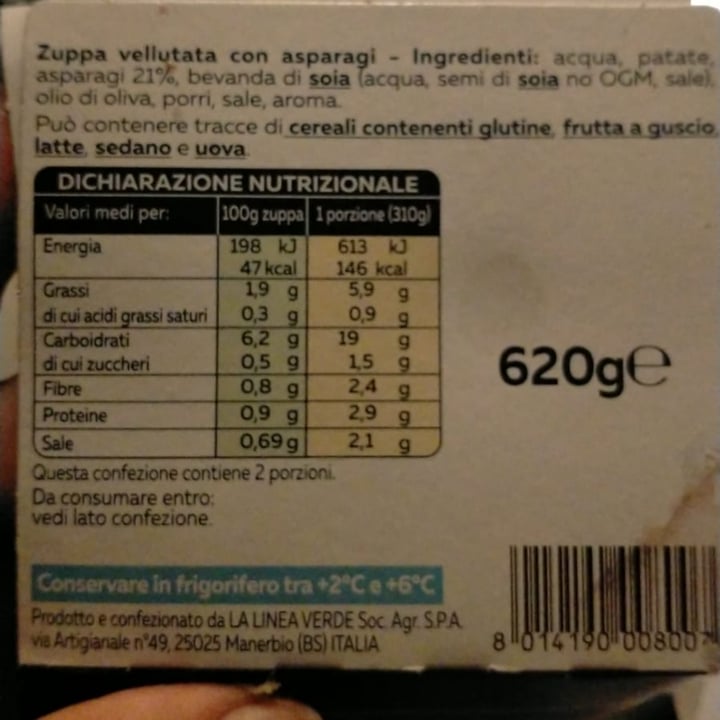 Zuppa vellutata con asparagi - Ingredienti: acqua, patate,
asparagi 21%, bevanda di soia (acqua, semi di soia no OGM, sale),
olio di oliva, porri, sale, aroma.
Può contenere tracce di cereali contenenti glutine, frutta a guscio,
latte, sedano e uova.
DICHIARAZIONE NUTRIZIONALE
Valori medi per: 100g zuppa 1 porzione (310g)
Energia 198 kJ 613 kJ
47 kcal 146 kcal
Grassi 1,9 g 5,9 g
di cui acidi grassi saturi 0,3 g 0,9 g
Carboidrati 6,2 g 19 g
di cui zuccheri 0,5 g 1,5 g
Fibre 0,8 g 2,4 g
Proteine 0,9 g 2,9 g
Sale 0,69 g 2,1 g
620g e
Questa confezione contiene 2 porzioni.
Da consumare entro:
vedi lato confezione.
Conservare in frigorifero tra +2°C e +6°C
Prodotto e confezionato da LA LINEA VERDE Soc. Agr. S.P.A.
via Artigianale n°49, 25025 Manerbio (BS) ITALIA
8 014190 00800